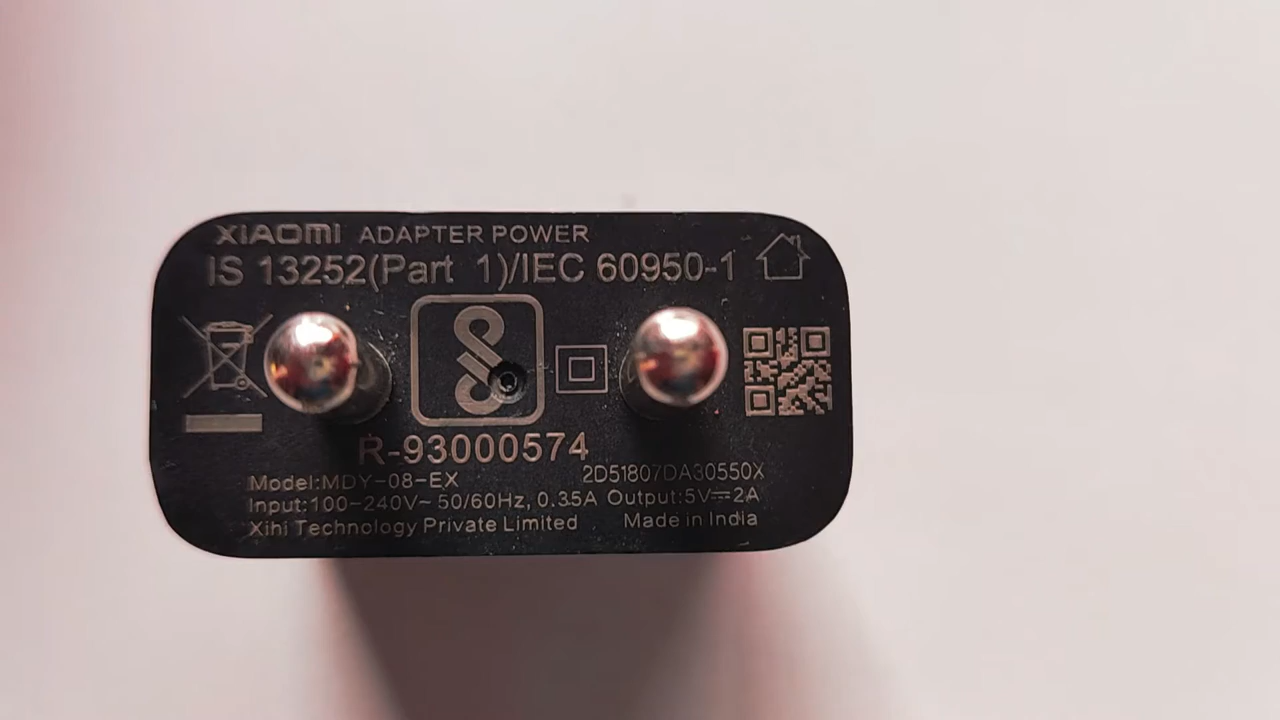 XIAOMI ADAPTER POWER
IS 13252(Part 1)/IEC 60950-1
R-93000574
Model:MDY-08-EX 2D51807DA30550X
Input:100-240V~ 50/60Hz, 0.35A Output:5V⎓2A
Xihi Technology Private Limited Made in India